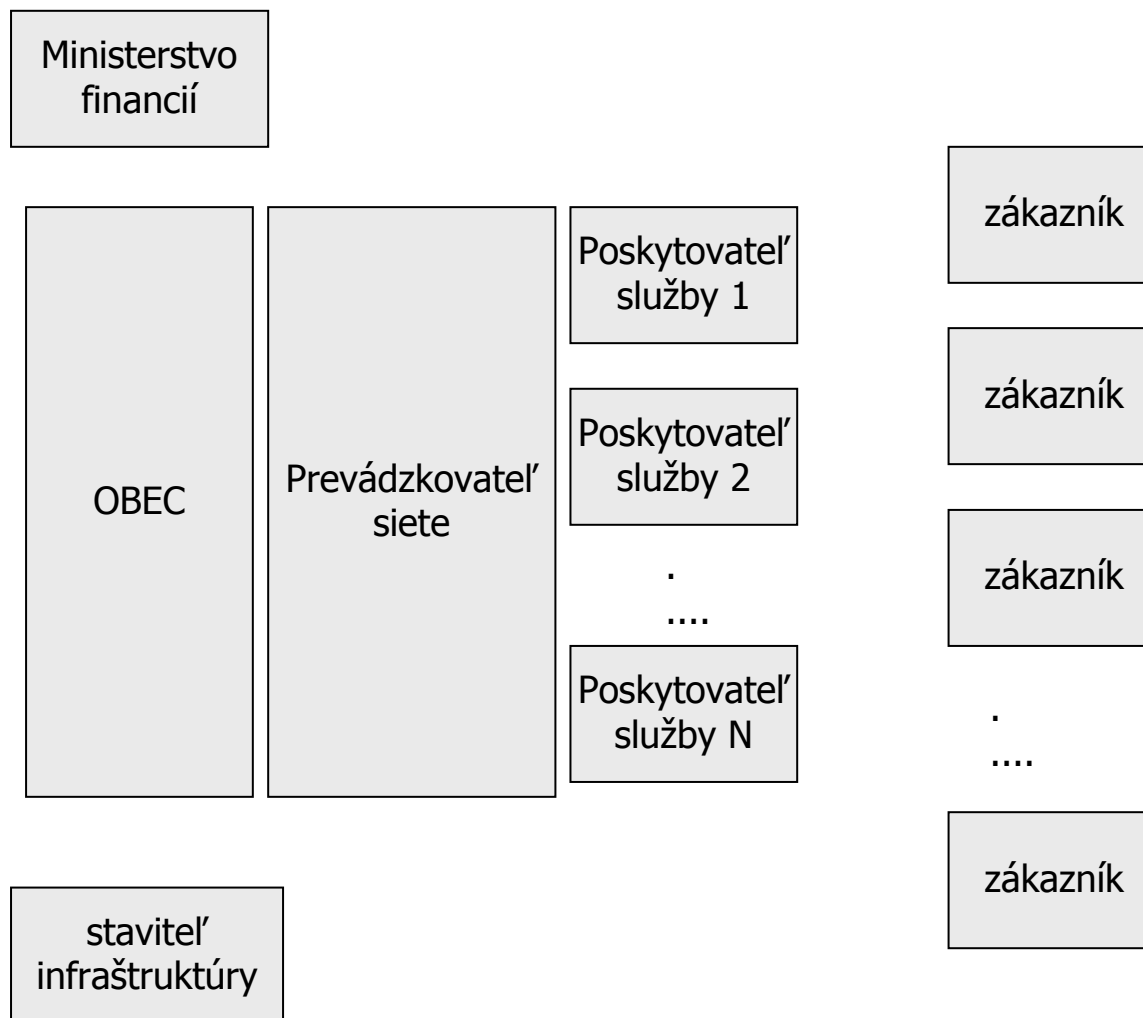 Ministerstvo
financií
OBEC
Prevádzkovateľ
siete
Poskytovateľ
služby 1
Poskytovateľ
služby 2
.
....
Poskytovateľ
služby N
zákazník
zákazník
zákazník
.
....
zákazník
staviteľ
infraštruktúry